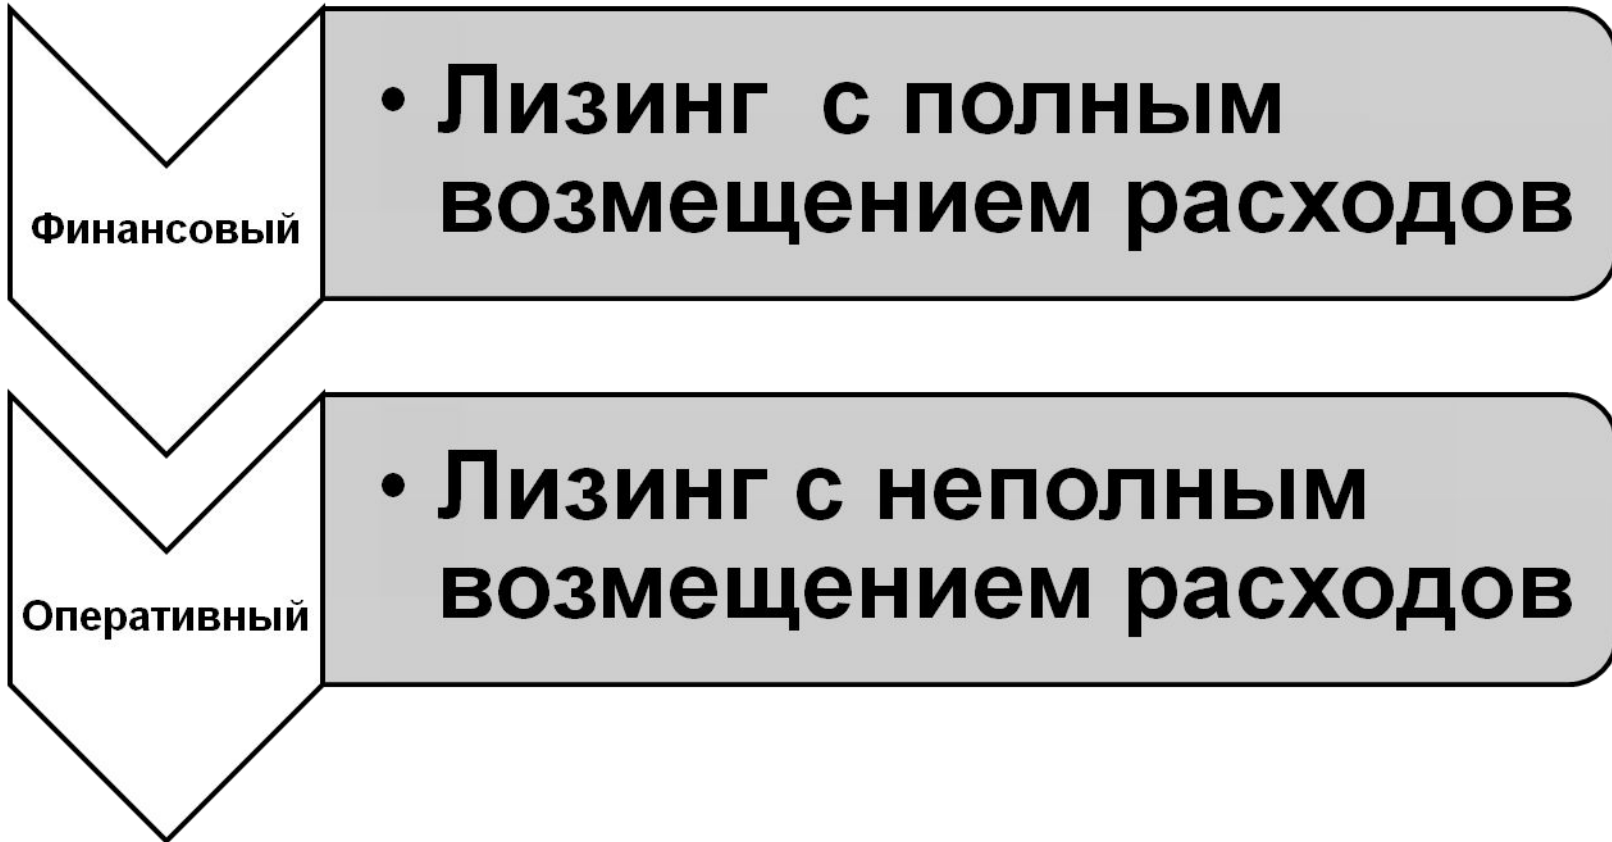 Финансовый
• Лизинг с полным
возмещением расходов
Оперативный
• Лизинг с неполным
возмещением расходов